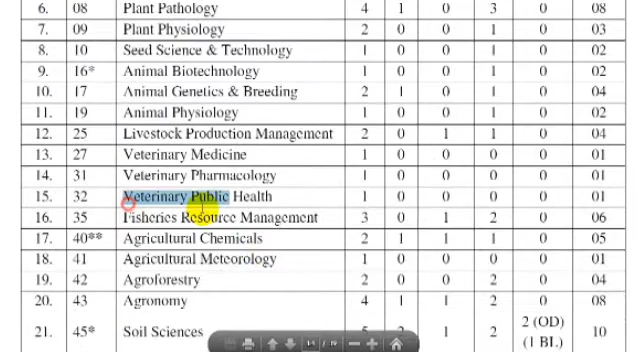 6. 08 Plant Pathology 4 1 0 3 0 08
7. 09 Plant Physiology 2 0 0 1 0 03
8. 10 Seed Science & Technology 1 0 0 1 0 02
9. 16* Animal Biotechnology 1 0 0 1 0 02
10. 17 Animal Genetics & Breeding 2 1 0 1 0 04
11. 19 Animal Physiology 1 0 0 1 0 02
12. 25 Livestock Production Management 2 0 1 1 0 04
13. 27 Veterinary Medicine 1 0 0 0 0 01
14. 31 Veterinary Pharmacology 1 0 0 0 0 01
15. 32 Veterinary Public Health 1 0 0 0 0 01
16. 35 Fisheries Resource Management 3 0 1 2 0 06
17. 40** Agricultural Chemicals 2 1 1 1 0 05
18. 41 Agricultural Meteorology 1 0 0 0 0 01
19. 42 Agroforestry 2 0 0 2 0 04
20. 43 Agronomy 4 1 1 2 0 08
21. 45* Soil Sciences 5 2 1 2 2 (OD) 10
(1 BL)